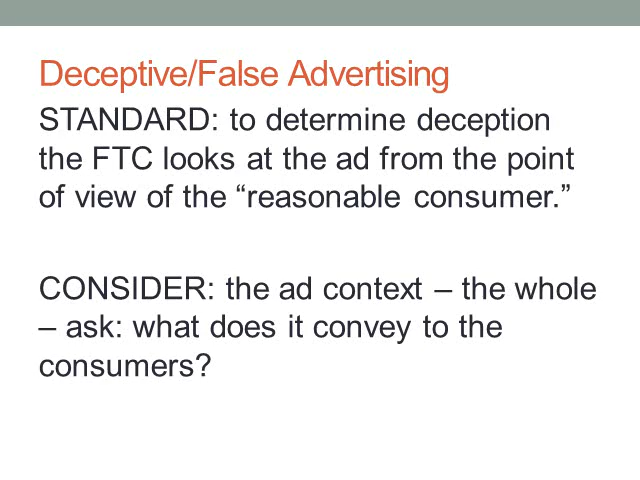 Deceptive/False Advertising
STANDARD: to determine deception
the FTC looks at the ad from the point
of view of the “reasonable consumer.”
CONSIDER: the ad context – the whole
– ask: what does it convey to the
consumers?